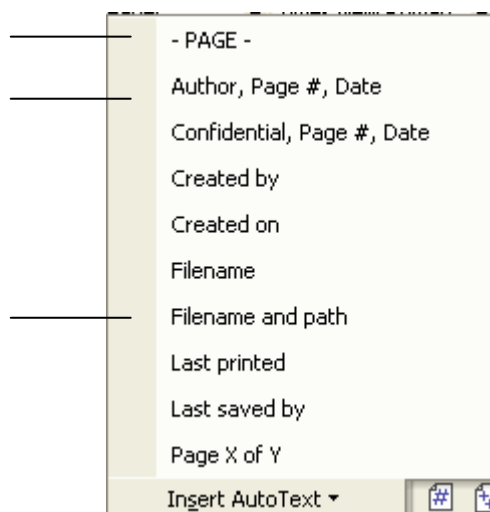 - PAGE -
Author, Page #, Date
Confidential, Page #, Date
Created by
Created on
Filename
Filename and path
Last printed
Last saved by
Page X of Y
Insert AutoText
#